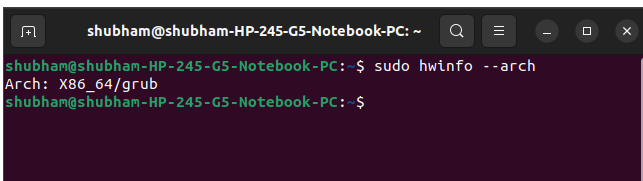 shubham@shubham-HP-245-G5-Notebook-PC: ~
shubham@shubham-HP-245-G5-Notebook-PC:~$ sudo hwinfo --arch
Arch: X86_64/grub
shubham@shubham-HP-245-G5-Notebook-PC:~$